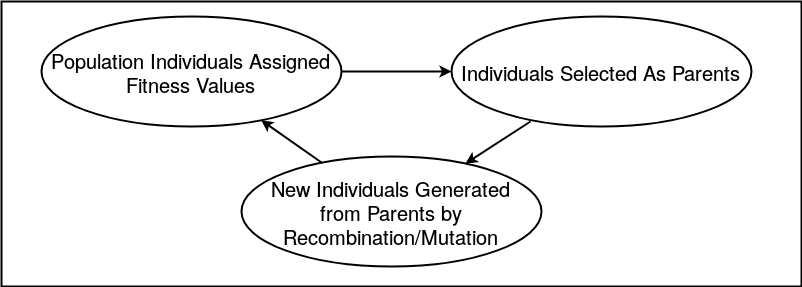 Population Individuals Assigned
Fitness Values
Individuals Selected As Parents
New Individuals Generated
from Parents by
Recombination/Mutation